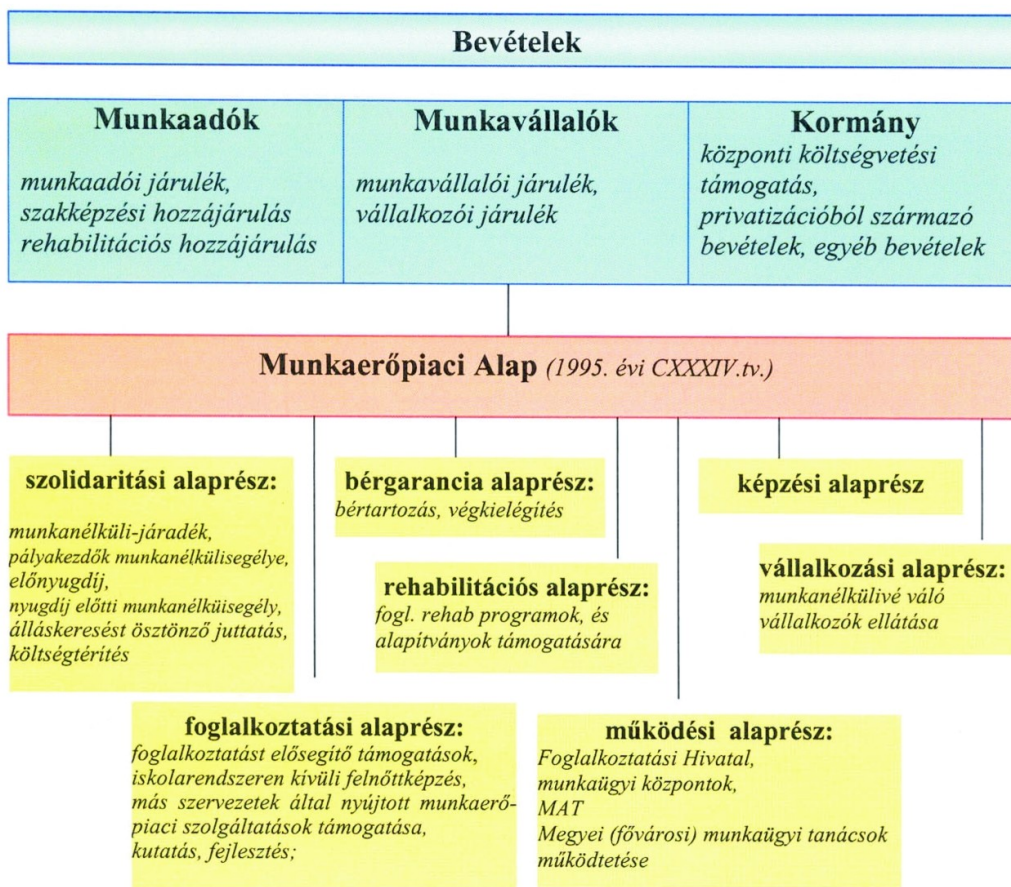 Bevételek
Munkaadók
munkaadói járulék,
szakképzési hozzájárulás
rehabilitációs hozzájárulás
Munkavállalók
munkavállalói járulék,
vállalkozói járulék
Kormány
központi költségvetési
támogatás,
privatizációból származó
bevételek, egyéb bevételek
Munkaerőpiaci Alap (1995. évi CXXXIV.tv.)
szolidaritási alaprész:
munkanélküli-járadék,
pályakezdők munkanélkülisegélye,
előnyugdíj,
nyugdíj előtti munkanélküisegély,
álláskeresést ösztönző juttatás,
költségtérítés
bérgarancia alaprész:
bértartozás, végkielégítés
képzési alaprész
rehabilitációs alaprész:
fogl. rehab programok, és
alapítványok támogatására
vállalkozási alaprész:
munkanélkülivé váló
vállalkozók ellátása
foglalkoztatási alaprész:
foglalkoztatást elősegítő támogatások,
iskolarendszeren kívüli felnőttképzés,
más szervezetek által nyújtott munkaerő-
piaci szolgáltatások támogatása,
kutatás, fejlesztés;
működési alaprész:
Foglalkoztatási Hivatal,
munkaügyi központok,
MAT
Megyei (fővárosi) munkaügyi tanácsok
működtetése